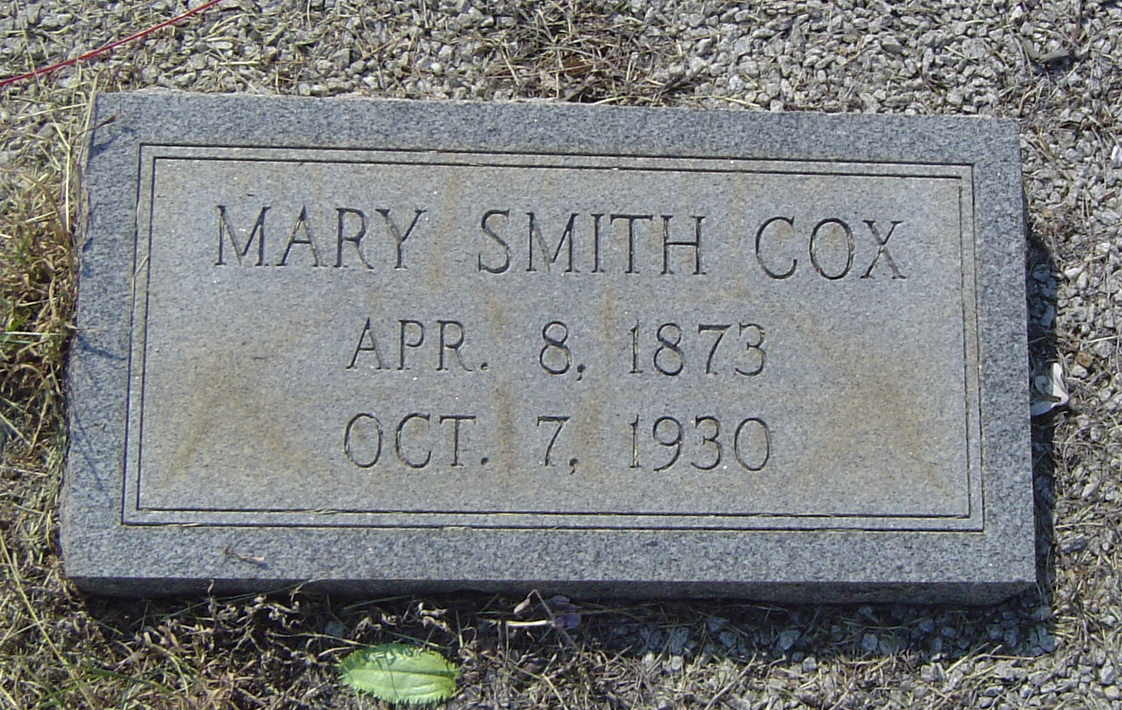 MARY SMITH COX
APR. 8, 1873
OCT. 7, 1930